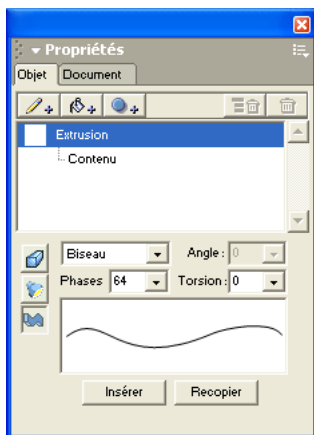 Propriétés
Objet Document
Extrusion
Contenu
Biseau Angle : 0
Phases 64 Torsion : 0
Insérer Recopier